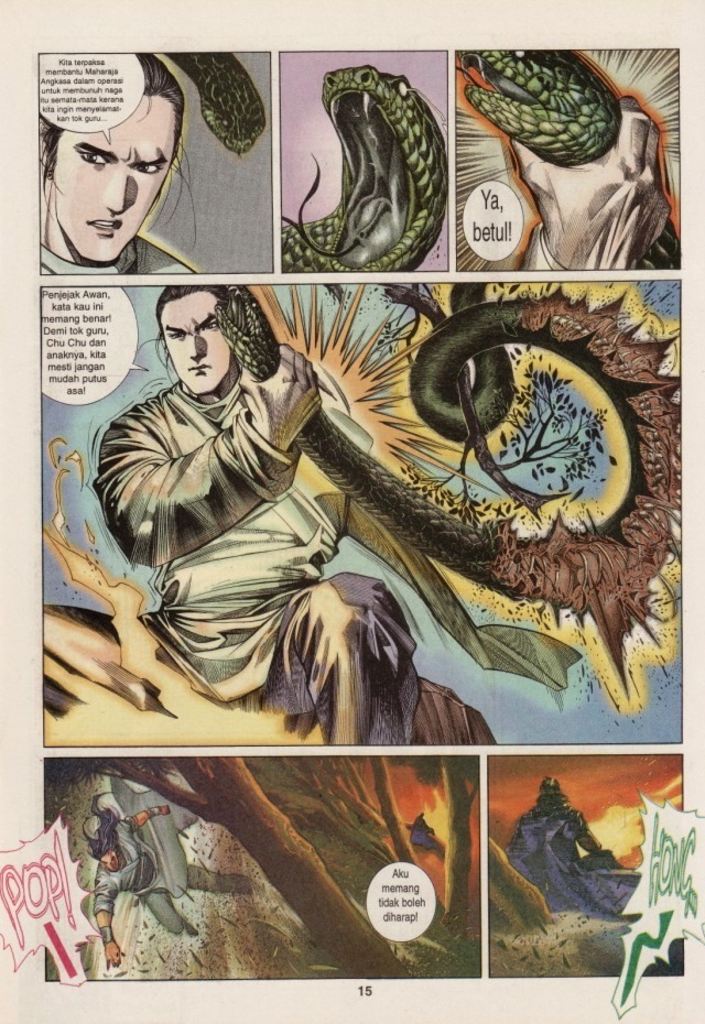 Kita terpaksa
membantu Maharaja
Angkasa dalam operasi
untuk membunuh naga
itu semata-mata kerana
kita ingin menyelamat-
kan tok guru...
Ya,
betul!
Penjejak Awan,
kata kau ini
memang benar!
Demi tok guru,
Chu Chu dan
anaknya, kita
mesti jangan
mudah putus
asa!
POP!
Aku
memang
tidak boleh
diharap!
HONG
15